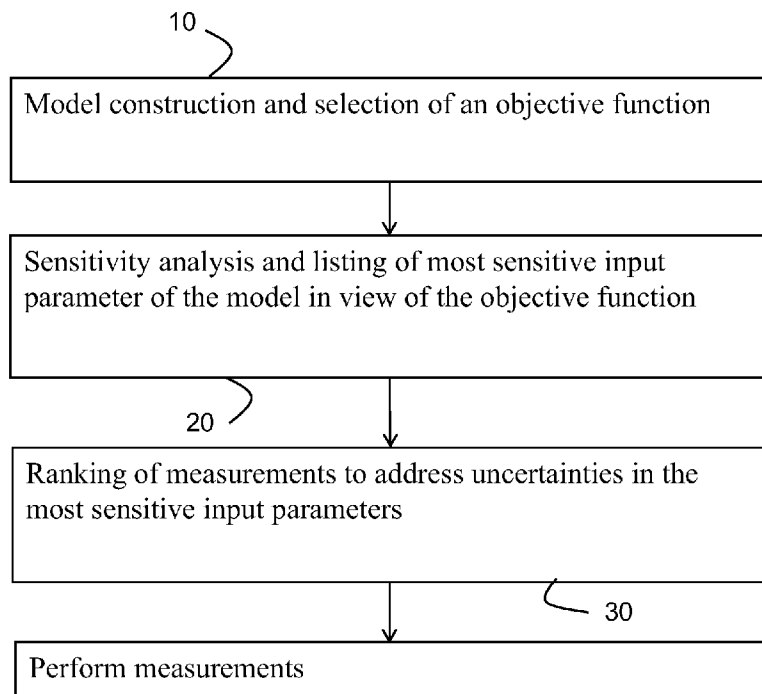 10
Model construction and selection of an objective function
Sensitivity analysis and listing of most sensitive input
parameter of the model in view of the objective function
20
Ranking of measurements to address uncertainties in the
most sensitive input parameters
30
Perform measurements